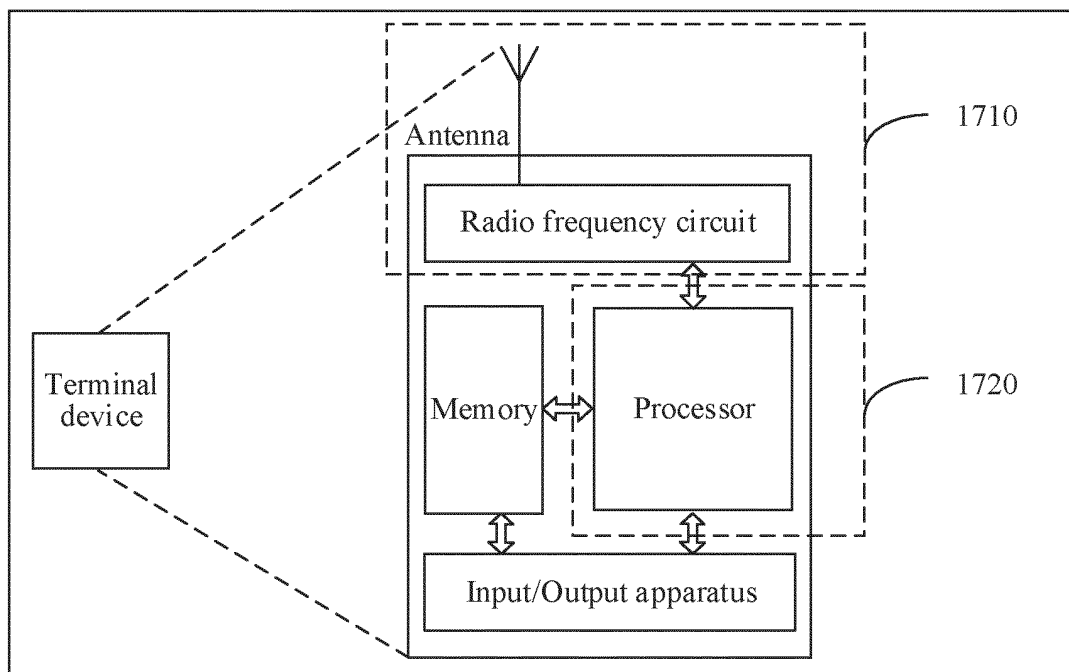 Antenna
1710
Radio frequency circuit
Terminal
device
Memory
Processor
1720
Input/Output apparatus